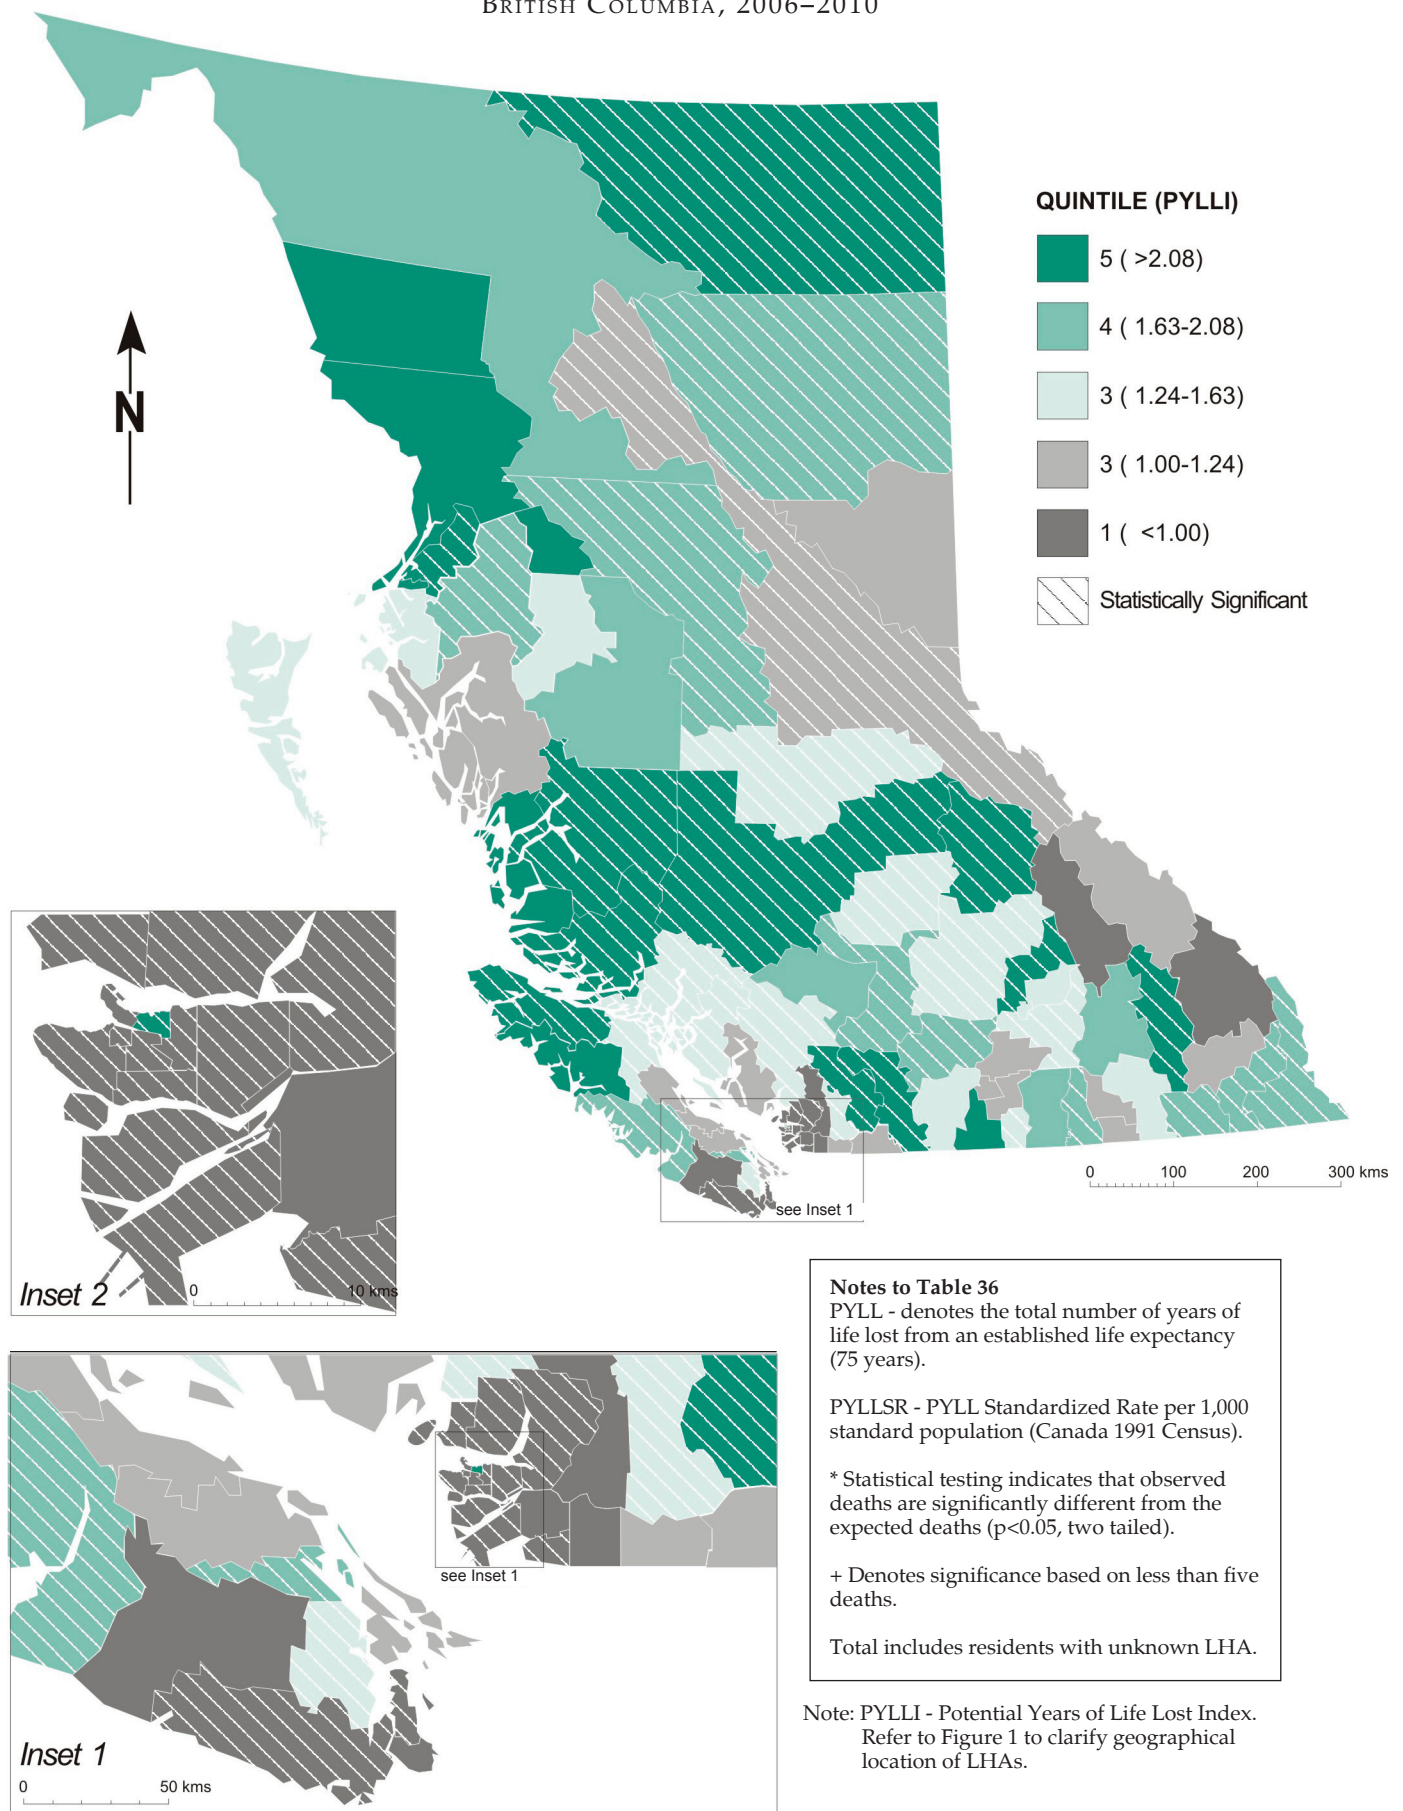 BRITISH COLUMBIA, 2006–2010
QUINTILE (PYLLI)
5 ( >2.08)
4 ( 1.63-2.08)
3 ( 1.24-1.63)
3 ( 1.00-1.24)
1 ( <1.00)
Statistically Significant
N
0 100 200 300 kms
see Inset 1
Inset 2
0 10 kms
see Inset 1
Inset 1
0 50 kms
Notes to Table 36
PYLL - denotes the total number of years of
life lost from an established life expectancy
(75 years).
PYLLSR - PYLL Standardized Rate per 1,000
standard population (Canada 1991 Census).
* Statistical testing indicates that observed
deaths are significantly different from the
expected deaths (p<0.05, two tailed).
+ Denotes significance based on less than five
deaths.
Total includes residents with unknown LHA.
Note: PYLLI - Potential Years of Life Lost Index.
Refer to Figure 1 to clarify geographical
location of LHAs.